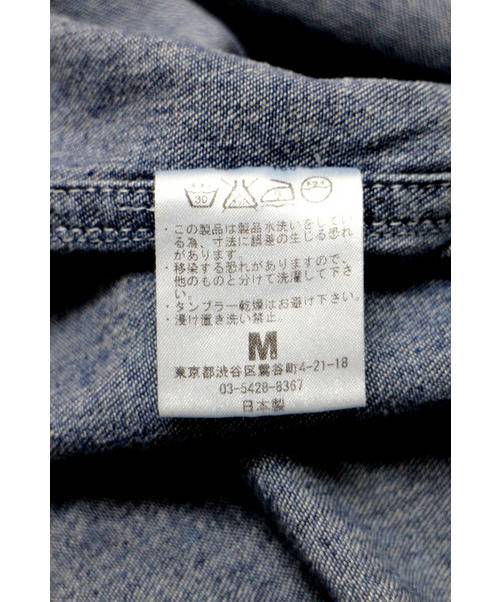 30
・この製品は製品水洗いをしてい
る為、寸法に誤差の生じる恐れ
があります。
・移染する恐れがありますので、
他のものと分けて洗濯して下さ
い。
・タンブラー乾燥はお避け下さい。
・浸け置き洗い禁止。
M
東京都渋谷区鶯谷町4-21-18
03-5428-8367
日本製